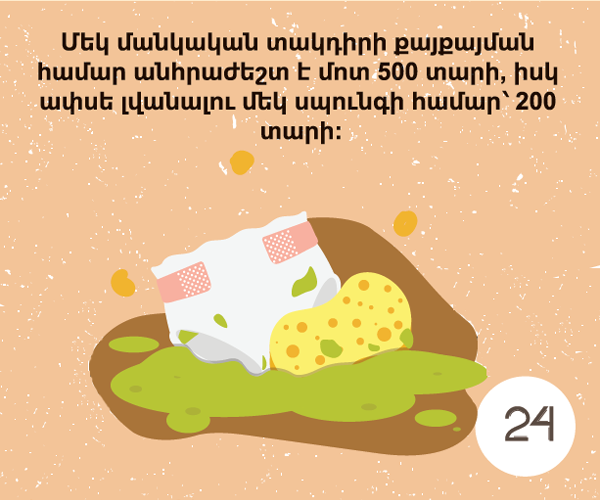 Մեկ մանկական տակդիրի քայքայման
համար անհրաժեշտ է մոտ 500 տարի, իսկ
ափսե լվանալու մեկ սպունգի համար՝ 200
տարի։
24